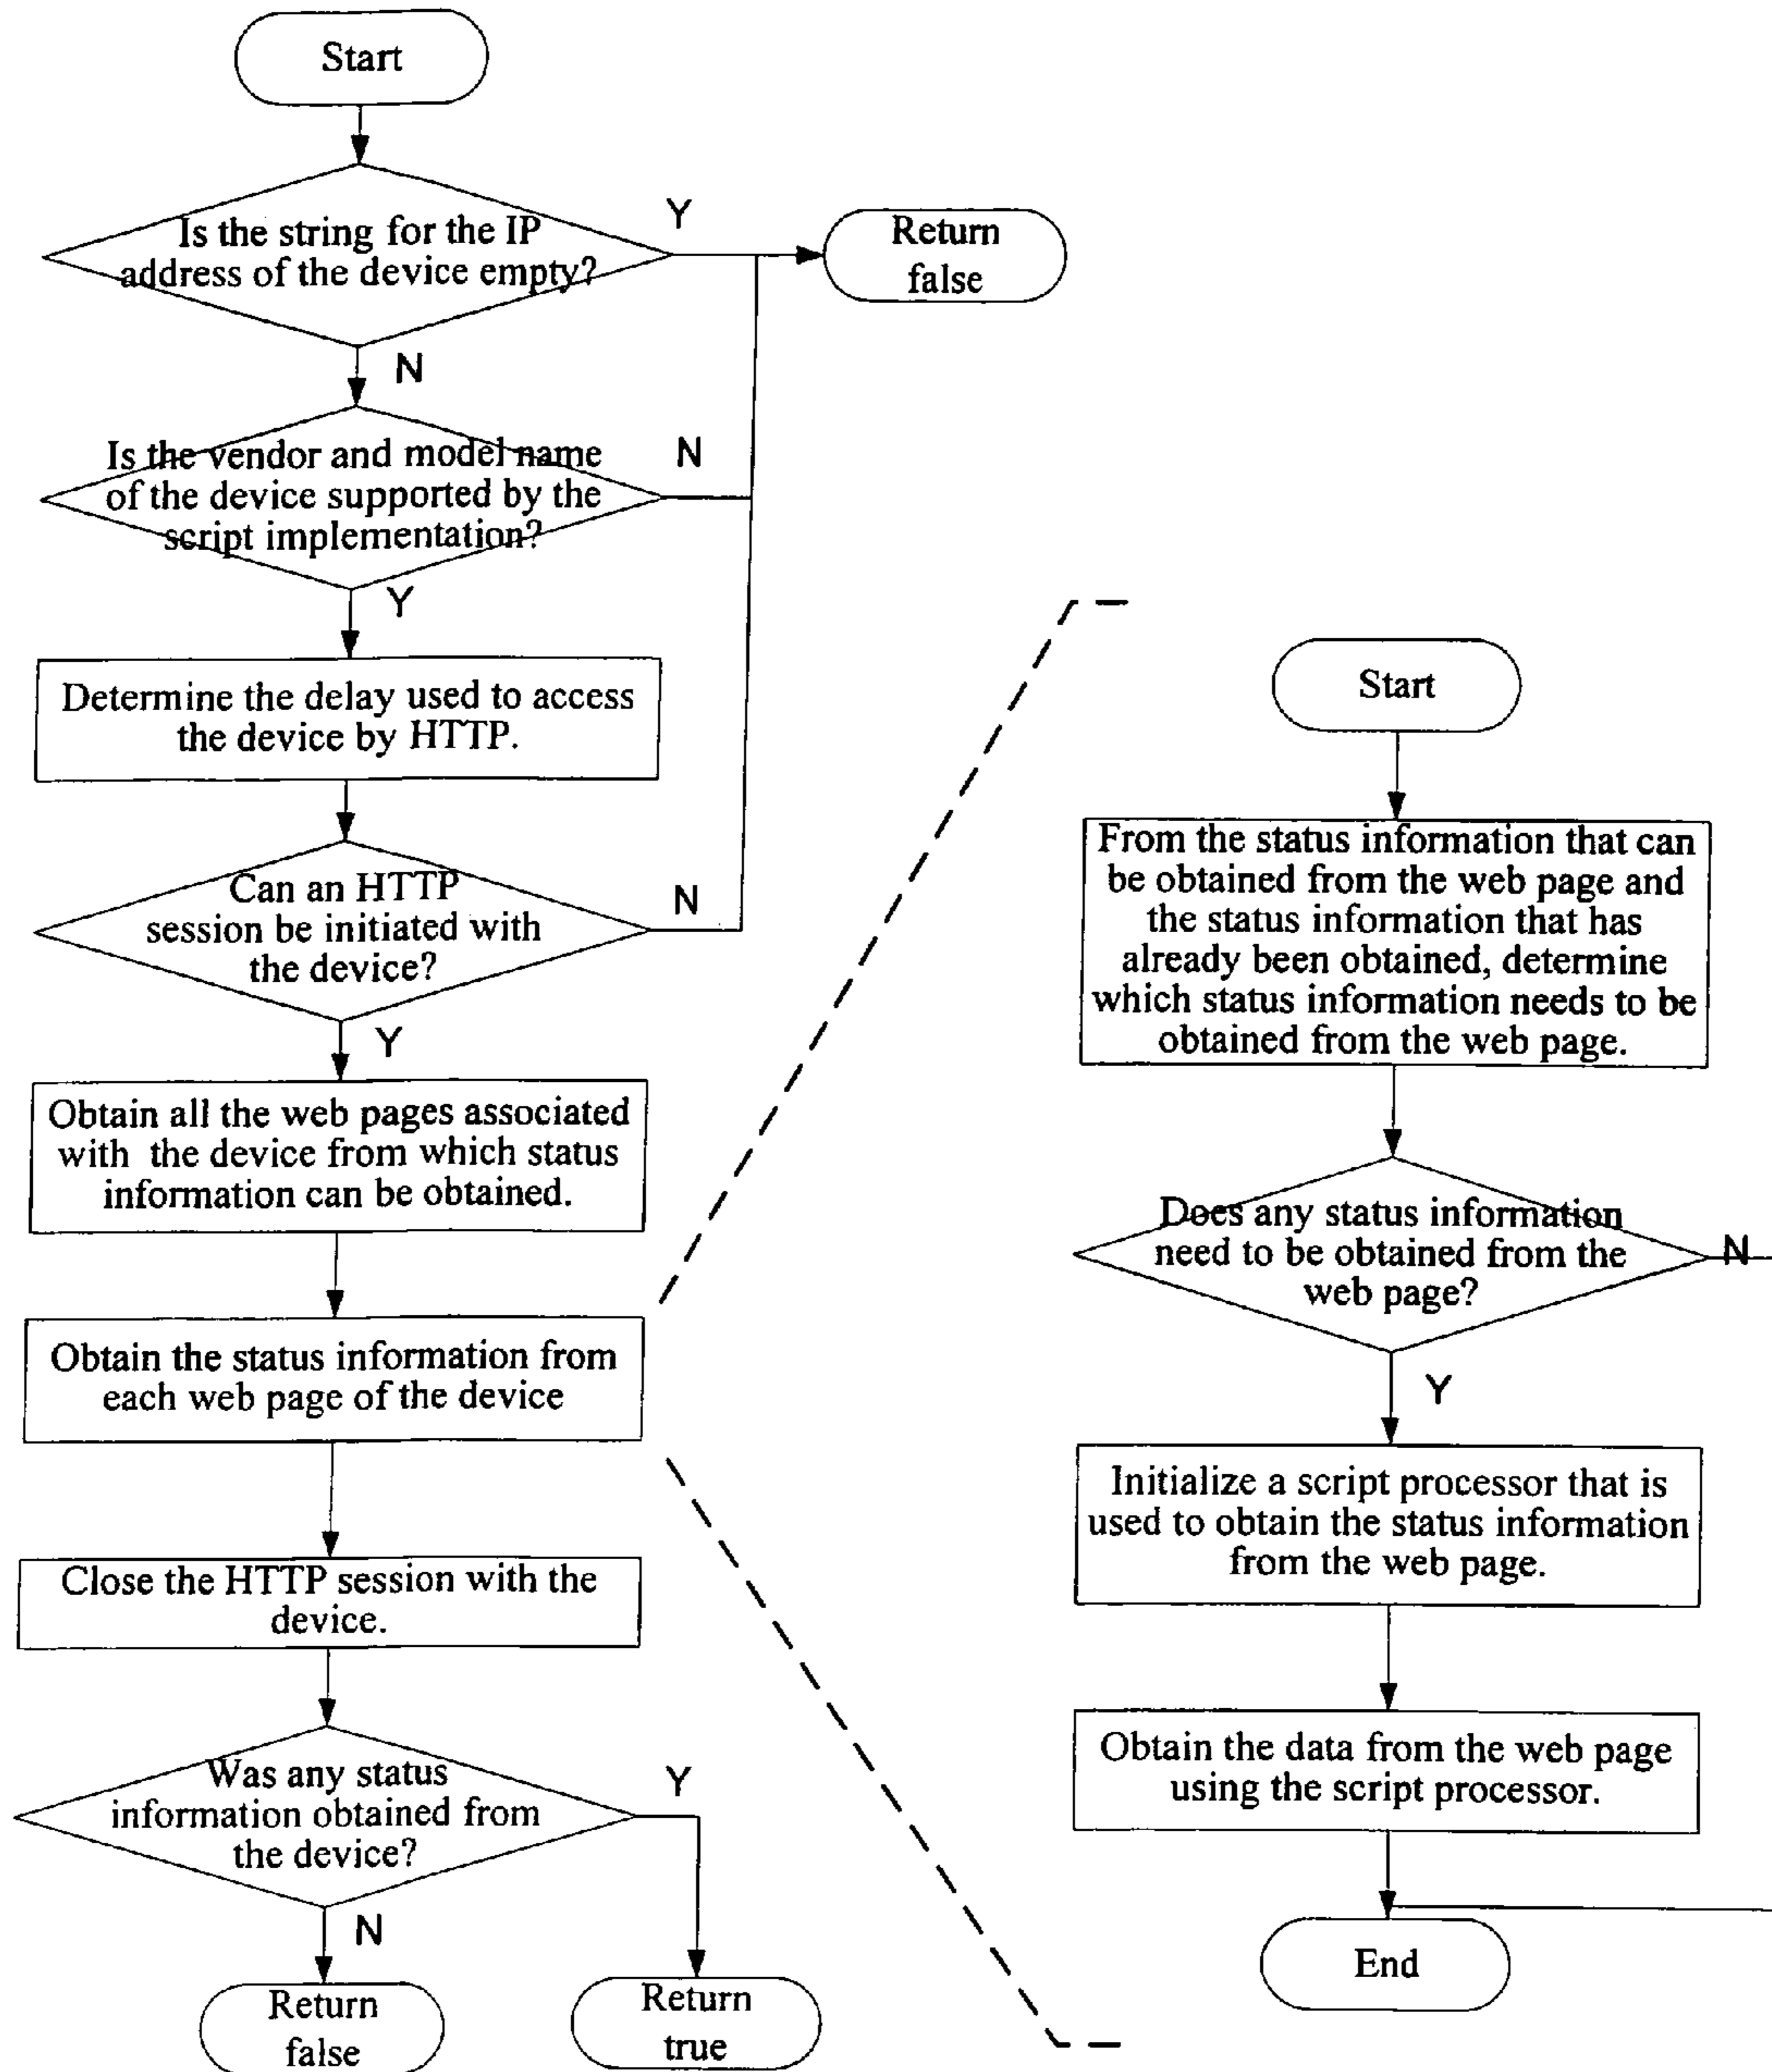 Start
Is the string for the IP
address of the device empty?
Y
Return
false
N
Is the vendor and model name
of the device supported by the
script implementation?
N
Y
Determine the delay used to access
the device by HTTP.
Can an HTTP
session be initiated with
the device?
N
Y
Obtain all the web pages associated
with the device from which status
information can be obtained.
Obtain the status information from
each web page of the device
Close the HTTP session with the
device.
Was any status
information obtained from
the device?
Y
N
Return
false
Return
true
Start
From the status information that can
be obtained from the web page and
the status information that has
already been obtained, determine
which status information needs to be
obtained from the web page.
Does any status information
need to be obtained from the
web page?
N
Y
Initialize a script processor that is
used to obtain the status information
from the web page.
Obtain the data from the web page
using the script processor.
End